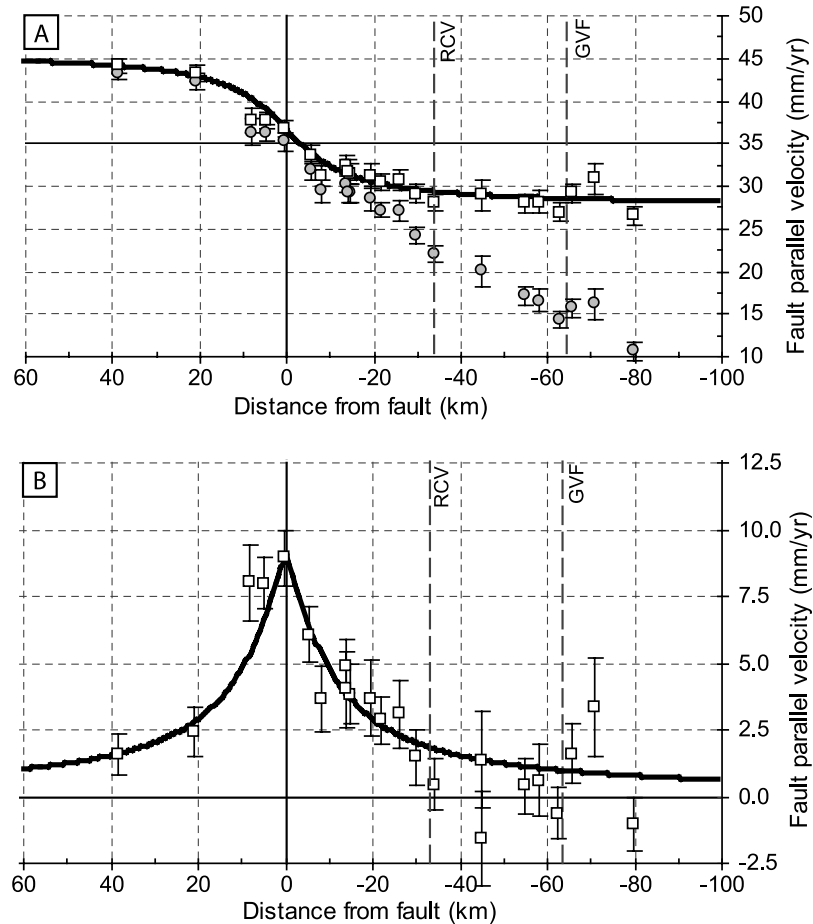 A
RCV
GVF
50
45
40
35
30
25
20
15
10
Fault parallel velocity (mm/yr)
60 40 20 0 -20 -40 -60 -80 -100
Distance from fault (km)
B
RCV
GVF
12.5
10.0
7.5
5.0
2.5
0.0
-2.5
Fault parallel velocity (mm/yr)
60 40 20 0 -20 -40 -60 -80 -100
Distance from fault (km)